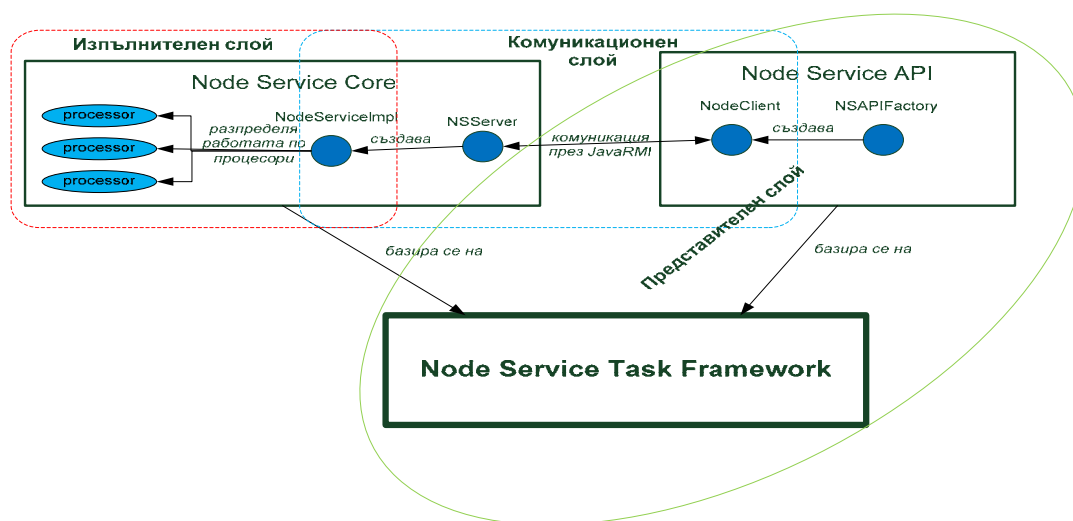 Изпълнителен слой
Комуникационен
слой
Node Service Core
Node Service API
processor
processor
processor
NodeServiceImpl
разпределя
работата по
процесори
създава
NSServer
комуникация
през JavaRMI
NodeClient
създава
NSAPIFactory
Представителен слой
базира се на
базира се на
Node Service Task Framework